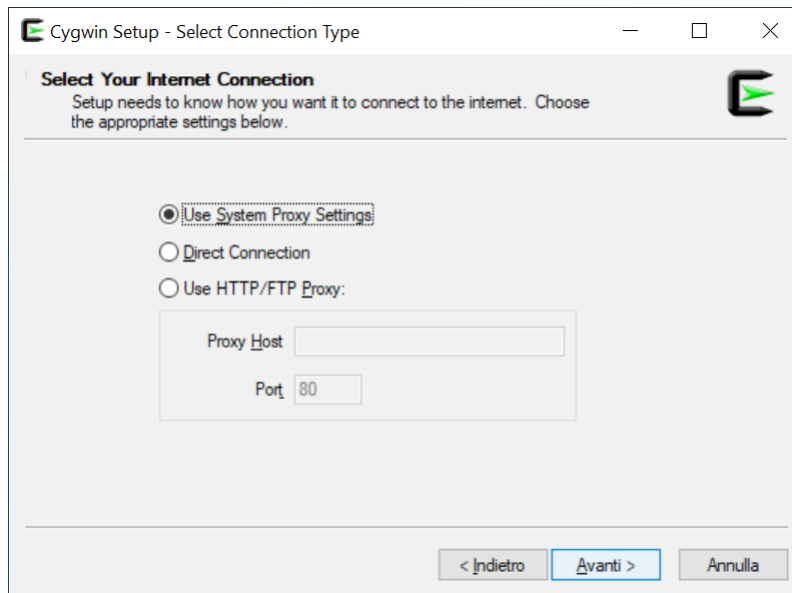 Cygwin Setup - Select Connection Type
Select Your Internet Connection
Setup needs to know how you want it to connect to the internet. Choose
the appropriate settings below.
Use System Proxy Settings
Direct Connection
Use HTTP/FTP Proxy:
Proxy Host
Port 80
< Indietro Avanti > Annulla